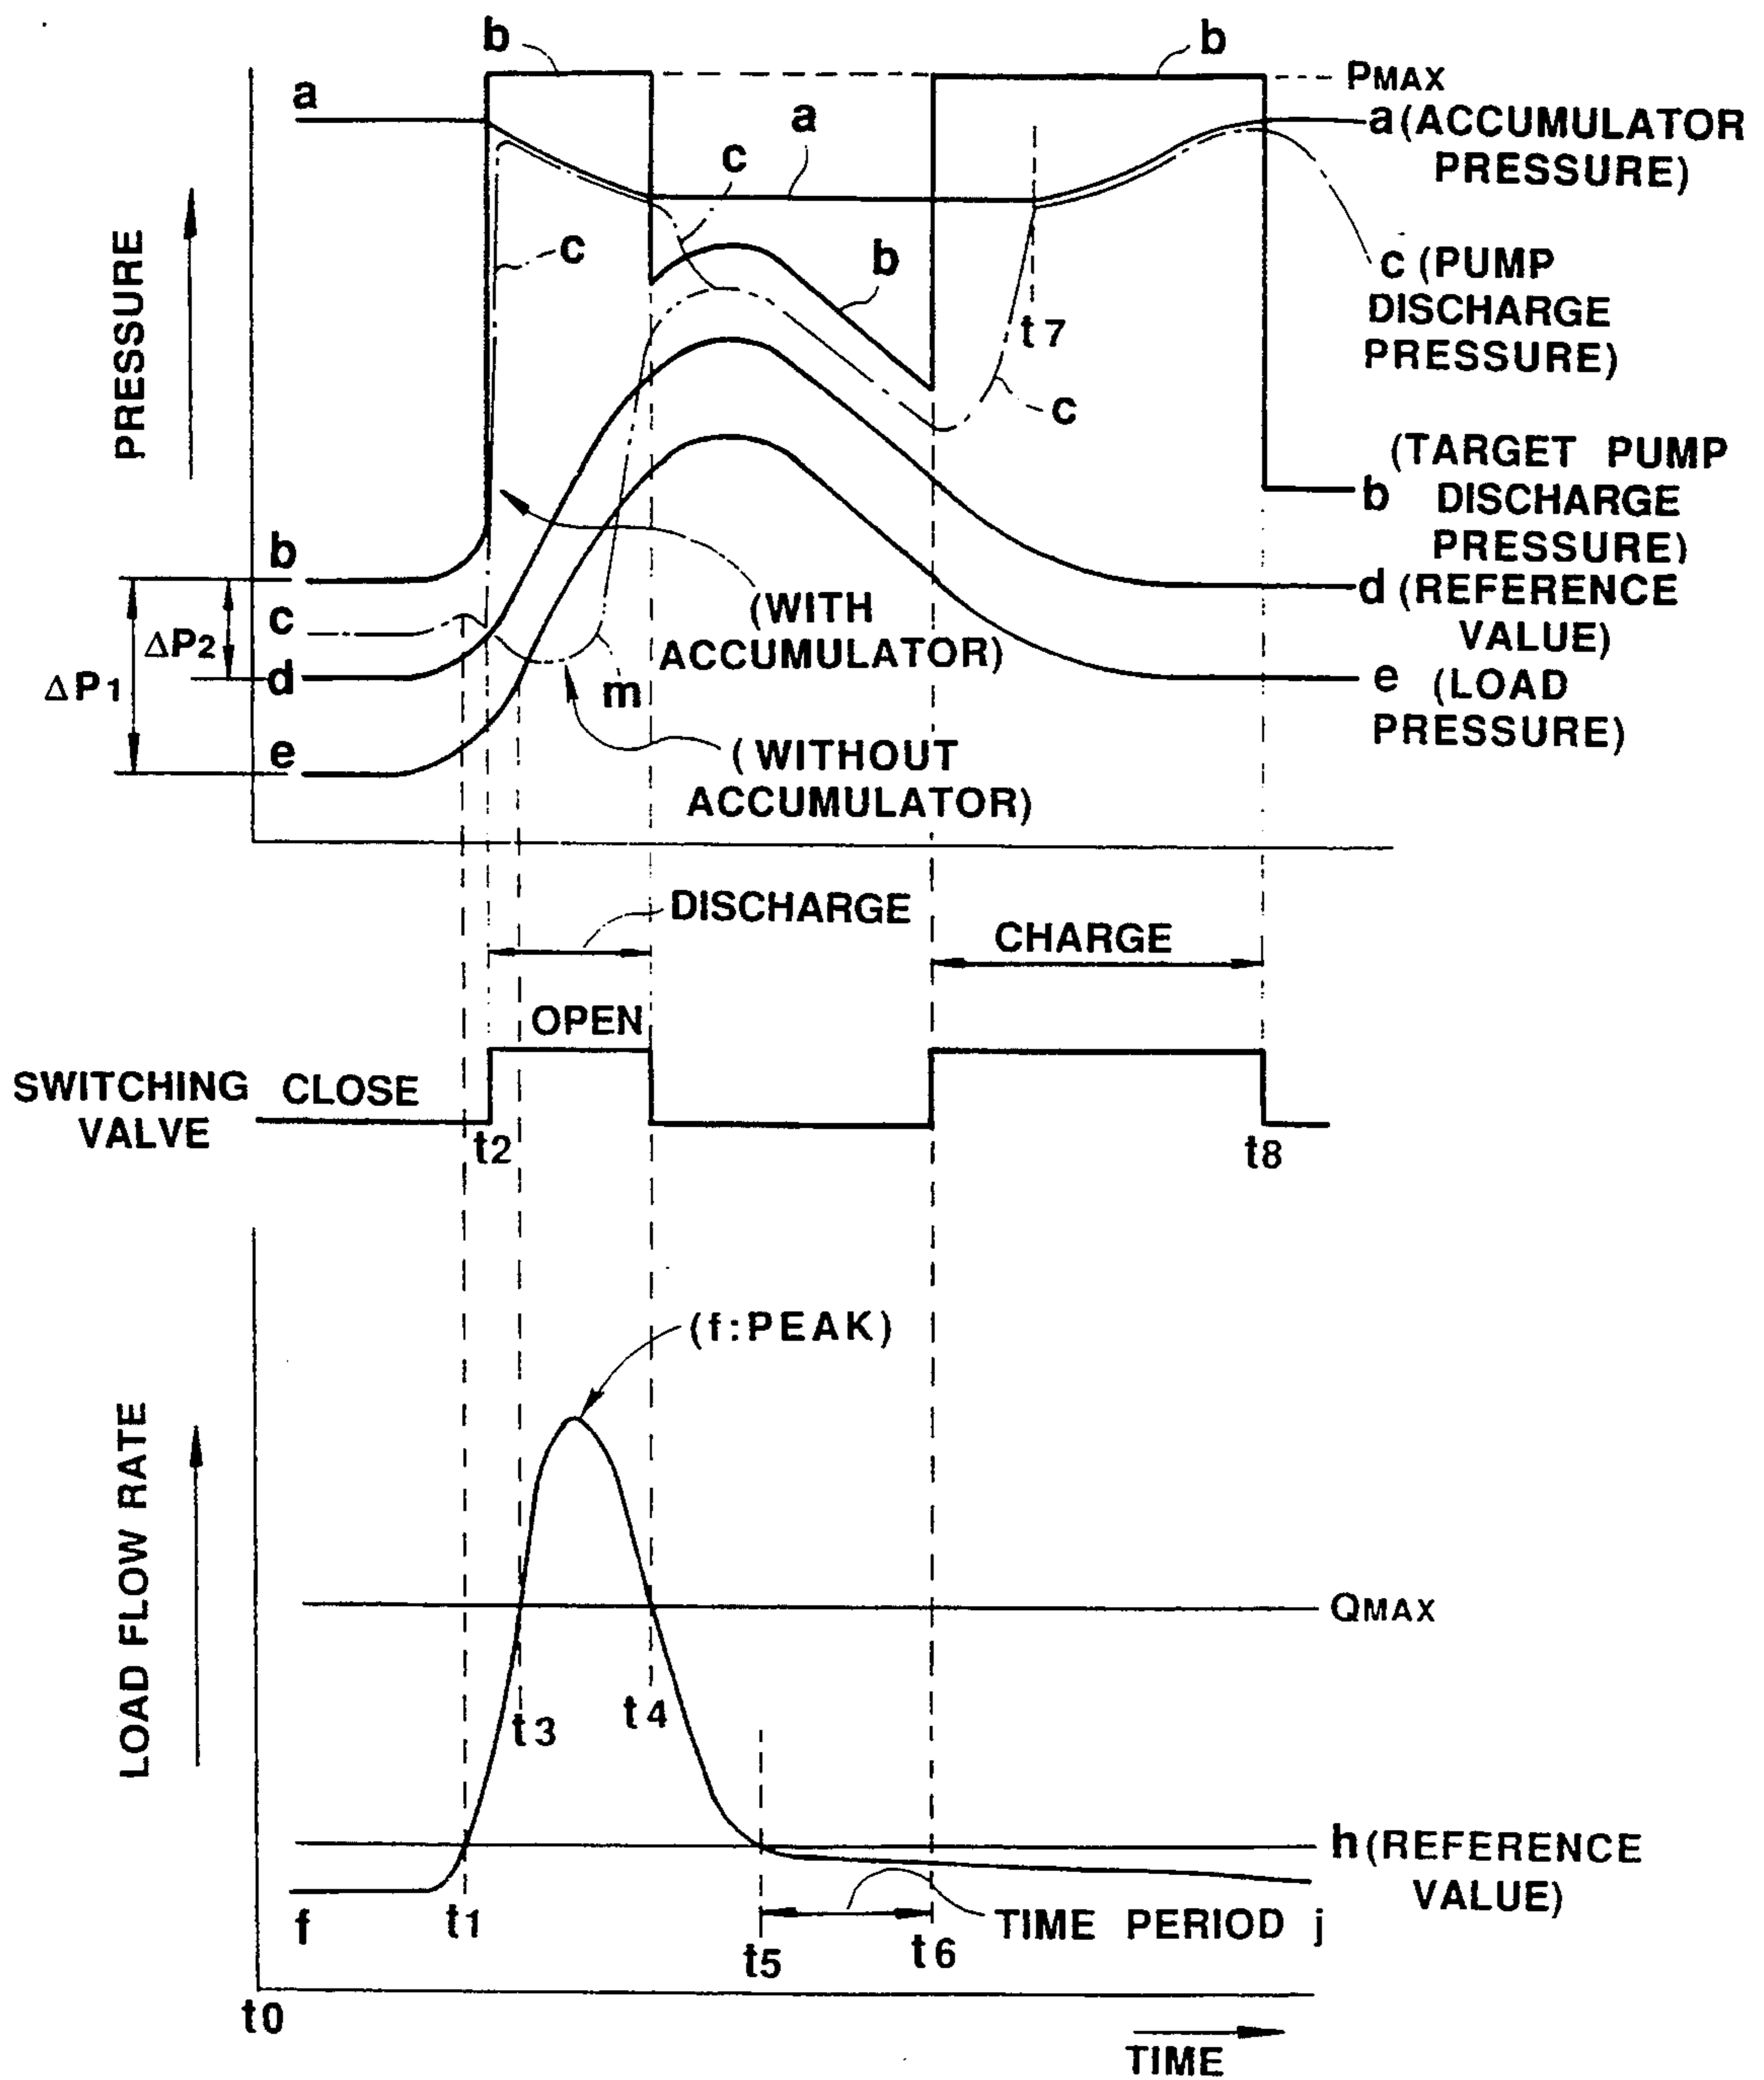 b
b
PMAX
a
a
a (ACCUMULATOR
PRESSURE)
c
c
b
c (PUMP
DISCHARGE
PRESSURE)
t7
c
PRESSURE
(TARGET PUMP
b DISCHARGE
PRESSURE)
b
c
ΔP2
d
ΔP1
e
(WITH
ACCUMULATOR)
m
d (REFERENCE
VALUE)
e (LOAD
PRESSURE)
(WITHOUT
ACCUMULATOR)
DISCHARGE
CHARGE
OPEN
SWITCHING
VALVE
CLOSE
t2
t8
(f:PEAK)
LOAD FLOW RATE
QMAX
t3
t4
h (REFERENCE
VALUE)
f
t1
t5
t6
TIME PERIOD j
t0
TIME